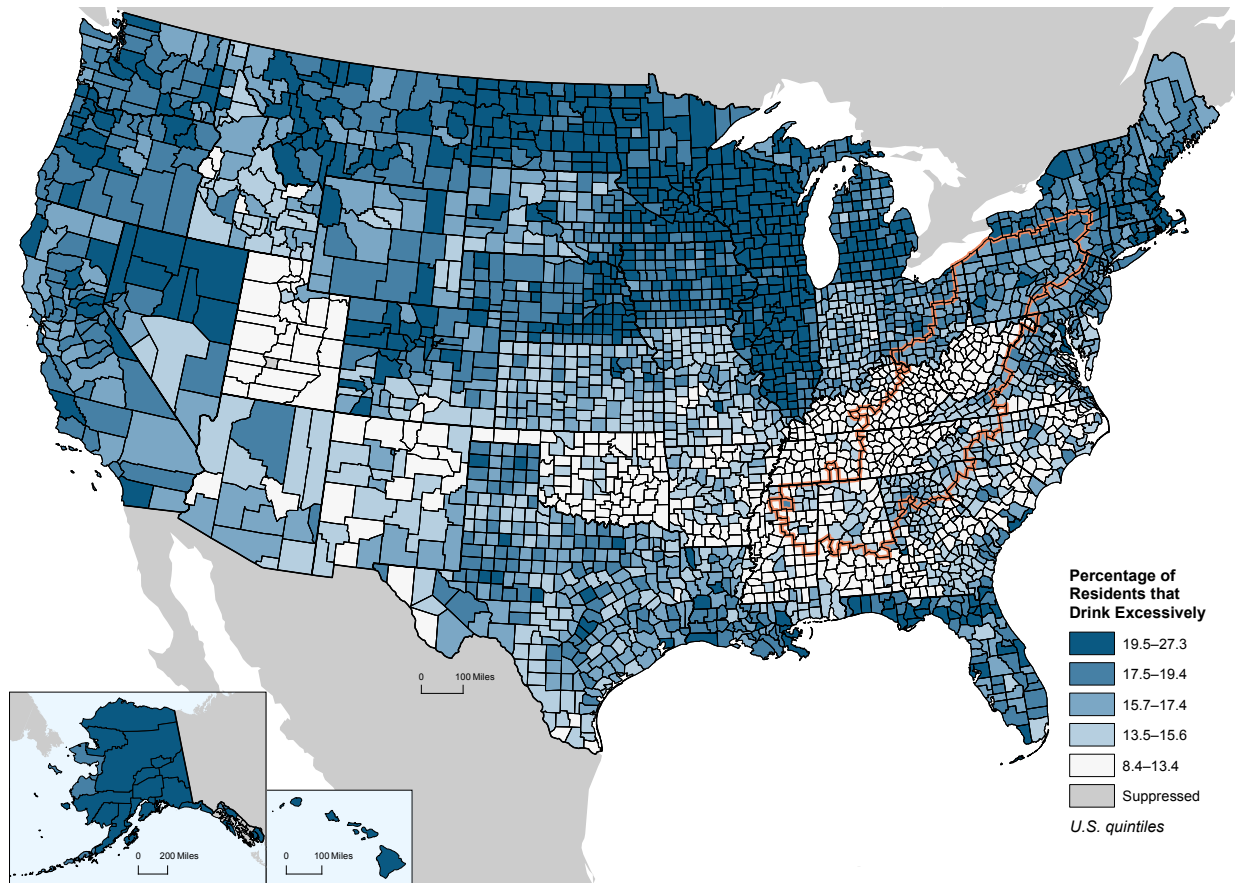 Percentage of
Residents that
Drink Excessively
19.5–27.3
17.5–19.4
15.7–17.4
13.5–15.6
8.4–13.4
Suppressed
U.S. quintiles
0 100 Miles
0 200 Miles
0 100 Miles